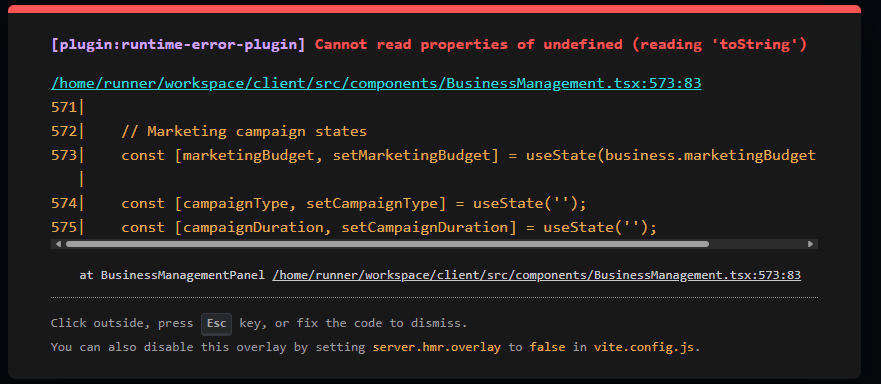 [plugin:runtime-error-plugin] Cannot read properties of undefined (reading 'toString')
/home/runner/workspace/client/src/components/BusinessManagement.tsx:573:83
571|
572|    // Marketing campaign states
573|    const [marketingBudget, setMarketingBudget] = useState(business.marketingBudget
|
574|    const [campaignType, setCampaignType] = useState('');
575|    const [campaignDuration, setCampaignDuration] = useState('');
at BusinessManagementPanel /home/runner/workspace/client/src/components/BusinessManagement.tsx:573:83
Click outside, press Esc key, or fix the code to dismiss.
You can also disable this overlay by setting server.hmr.overlay to false in vite.config.js.